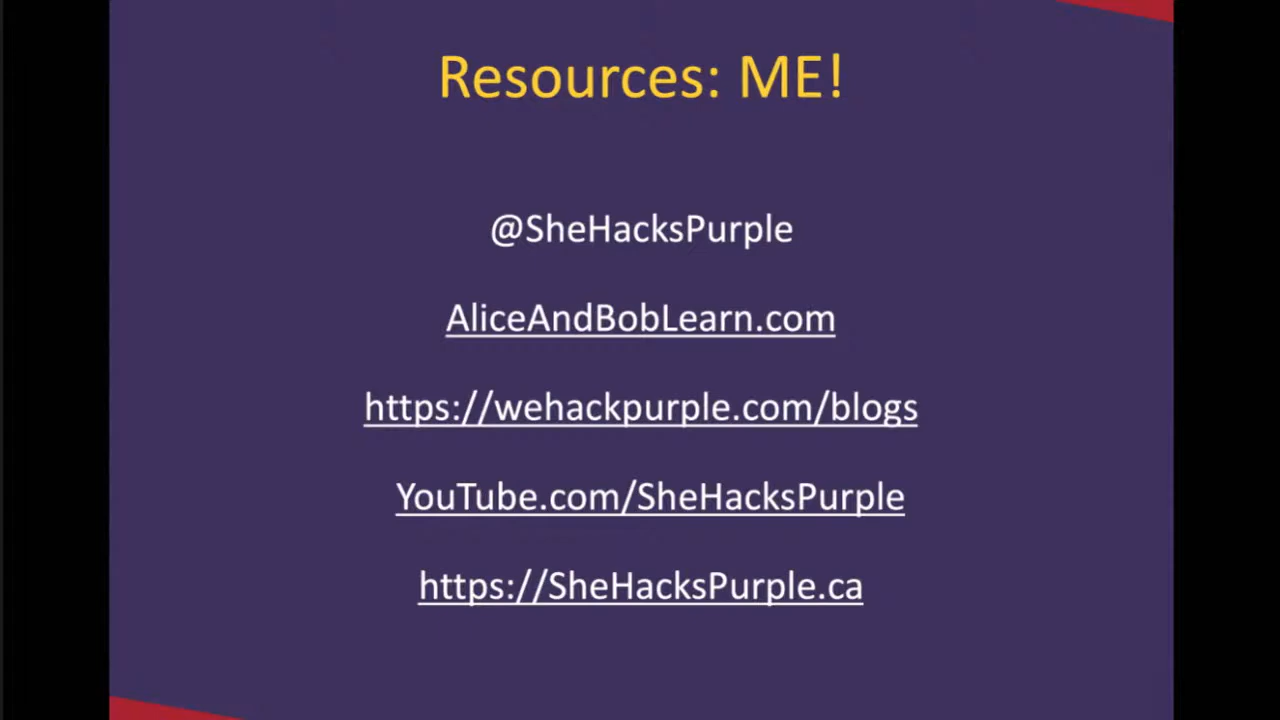 Resources: ME!
@SheHacksPurple
AliceAndBobLearn.com
https://wehackpurple.com/blogs
YouTube.com/SheHacksPurple
https://SheHacksPurple.ca